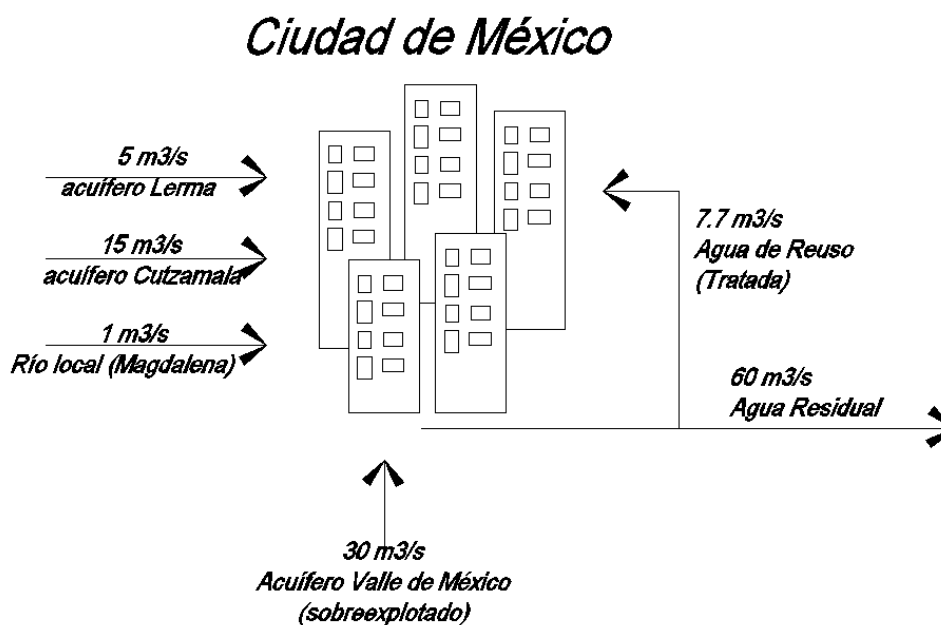 Ciudad de México
5 m3/s
acuífero Lerma
15 m3/s
acuífero Cutzamala
1 m3/s
Río local (Magdalena)
7.7 m3/s
Agua de Reuso
(Tratada)
60 m3/s
Agua Residual
30 m3/s
Acuífero Valle de México
(sobreexplotado)